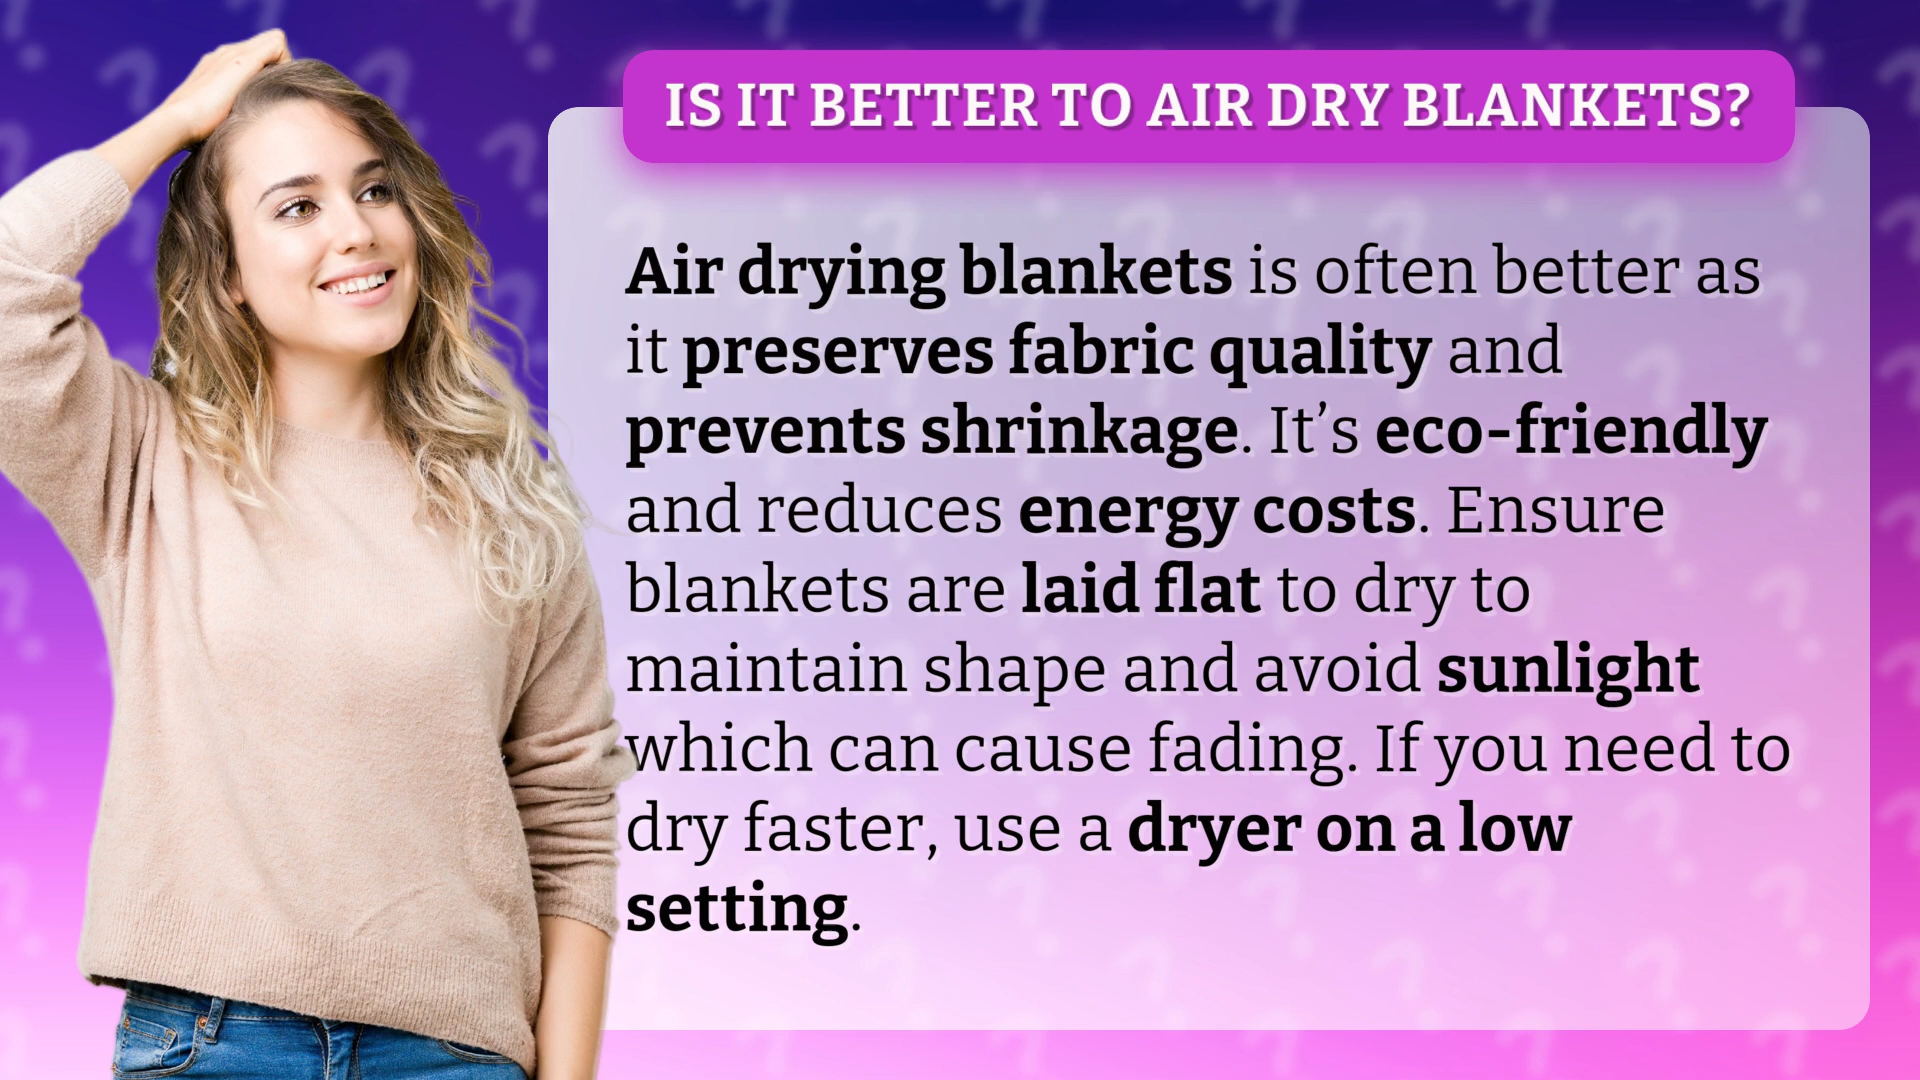 IS IT BETTER TO AIR DRY BLANKETS?
Air drying blankets is often better as
it preserves fabric quality and
prevents shrinkage. It’s eco-friendly
and reduces energy costs. Ensure
blankets are laid flat to dry to
maintain shape and avoid sunlight
which can cause fading. If you need to
dry faster, use a dryer on a low
setting.